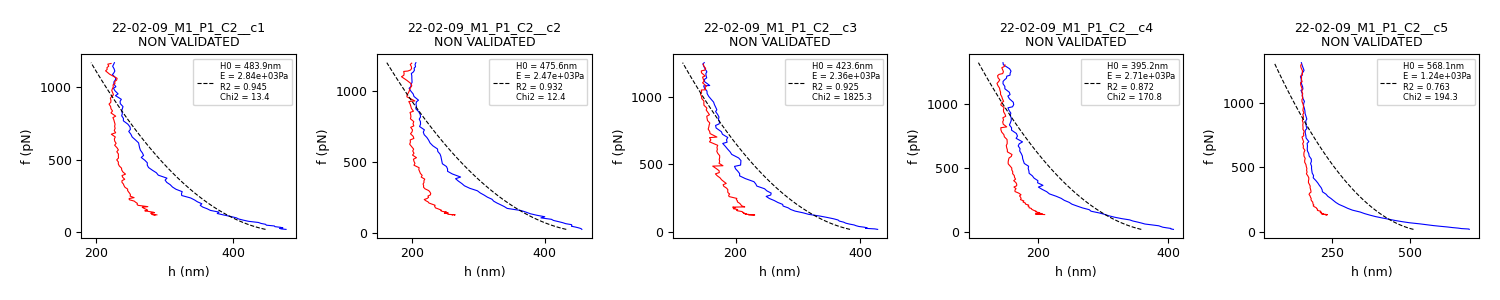 22-02-09_M1_P1_C2__c1
NON VALIDATED
H0 = 483.9nm
E = 2.84e+03Pa
R2 = 0.945
Chi2 = 13.4
f (pN)
1000
500
0
200
400
h (nm)
22-02-09_M1_P1_C2__c2
NON VALIDATED
H0 = 475.6nm
E = 2.47e+03Pa
R2 = 0.932
Chi2 = 12.4
f (pN)
1000
500
0
200
400
h (nm)
22-02-09_M1_P1_C2__c3
NON VALIDATED
H0 = 423.6nm
E = 2.36e+03Pa
R2 = 0.925
Chi2 = 1825.3
f (pN)
1000
500
0
200
400
h (nm)
22-02-09_M1_P1_C2__c4
NON VALIDATED
H0 = 395.2nm
E = 2.71e+03Pa
R2 = 0.872
Chi2 = 170.8
f (pN)
1000
500
0
200
400
h (nm)
22-02-09_M1_P1_C2__c5
NON VALIDATED
H0 = 568.1nm
E = 1.24e+03Pa
R2 = 0.763
Chi2 = 194.3
f (pN)
1000
500
0
250
500
h (nm)